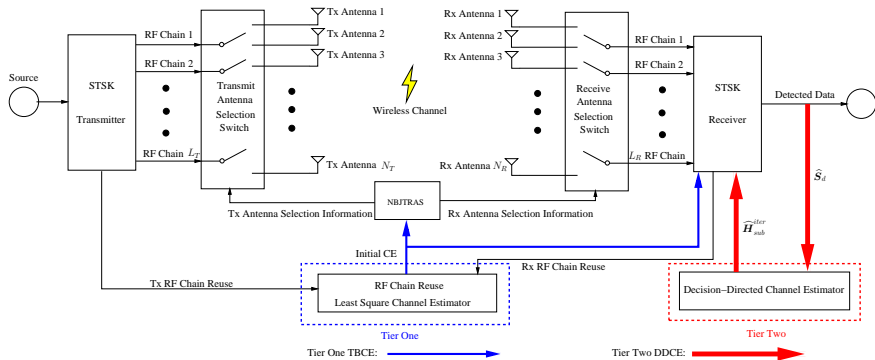 Source
STSK
Transmitter
RF Chain 1
RF Chain 2
RF Chain L_T
Transmit
Antenna
Selection
Switch
Tx Antenna 1
Tx Antenna 2
Tx Antenna 3
Tx Antenna N_T
Wireless Channel
Rx Antenna 1
Rx Antenna 2
Rx Antenna 3
Rx Antenna N_R
Receive
Antenna
Selection
Switch
RF Chain 1
RF Chain 2
L_R RF Chain
STSK
Receiver
Detected Data
\widehat{S}_d
\widehat{H}_{sub}^{iter}
NBJTRAS
Tx Antenna Selection Information
Rx Antenna Selection Information
Initial CE
Rx RF Chain Reuse
Tx RF Chain Reuse
RF Chain Reuse
Least Square Channel Estimator
Decision-Directed Channel Estimator
Tier One
Tier Two
Tier One TBCE:
Tier Two DDCE: